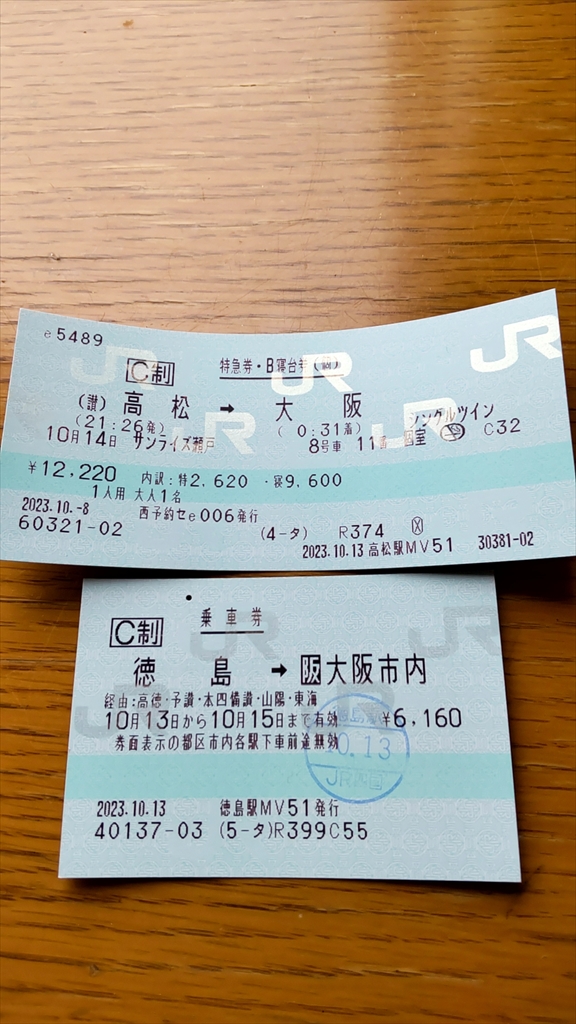 e5489
C制 特急券・B寝台券(個)
(讃) 高松 → 大阪 シングルツイン
(21:26発) (0:31着)
10月14日 サンライズ瀬戸 8号車 11番 個室 C32
¥12,220 内訳:特2,620・寝9,600
1人用 大人1名
2023.10.-8 西予約セe006発行
60321-02 (4-タ) R374
2023.10.13 高松駅MV51 30381-02
JR
JR
JR
JR
JR
C制 乗車券
徳島 → 阪大阪市内
経由:高徳・予讃・本四備讃・山陽・東海
10月13日から10月15日まで有効 ¥6,160
券面表示の都区市内各駅下車前途無効
10.13
2023.10.13 徳島駅MV51発行
40137-03 (5-タ)R399C55
JR
JR